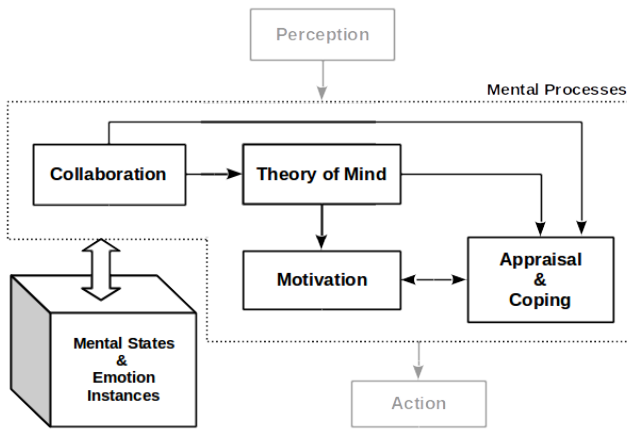 Perception
Mental Processes
Collaboration
Theory of Mind
Motivation
Appraisal
&
Coping
Mental States
&
Emotion
Instances
Action